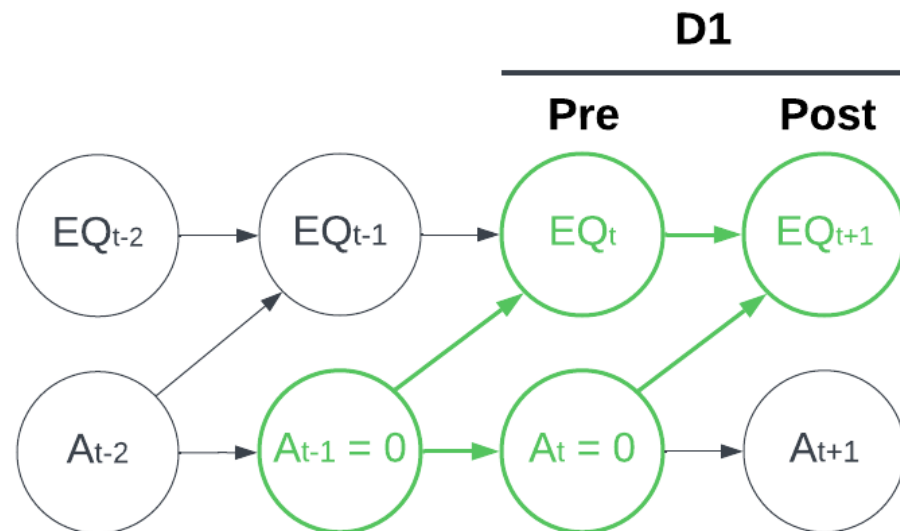 D1
Pre Post
EQt-2 EQt-1 EQt EQt+1
At-2 At-1 = 0 At = 0 At+1